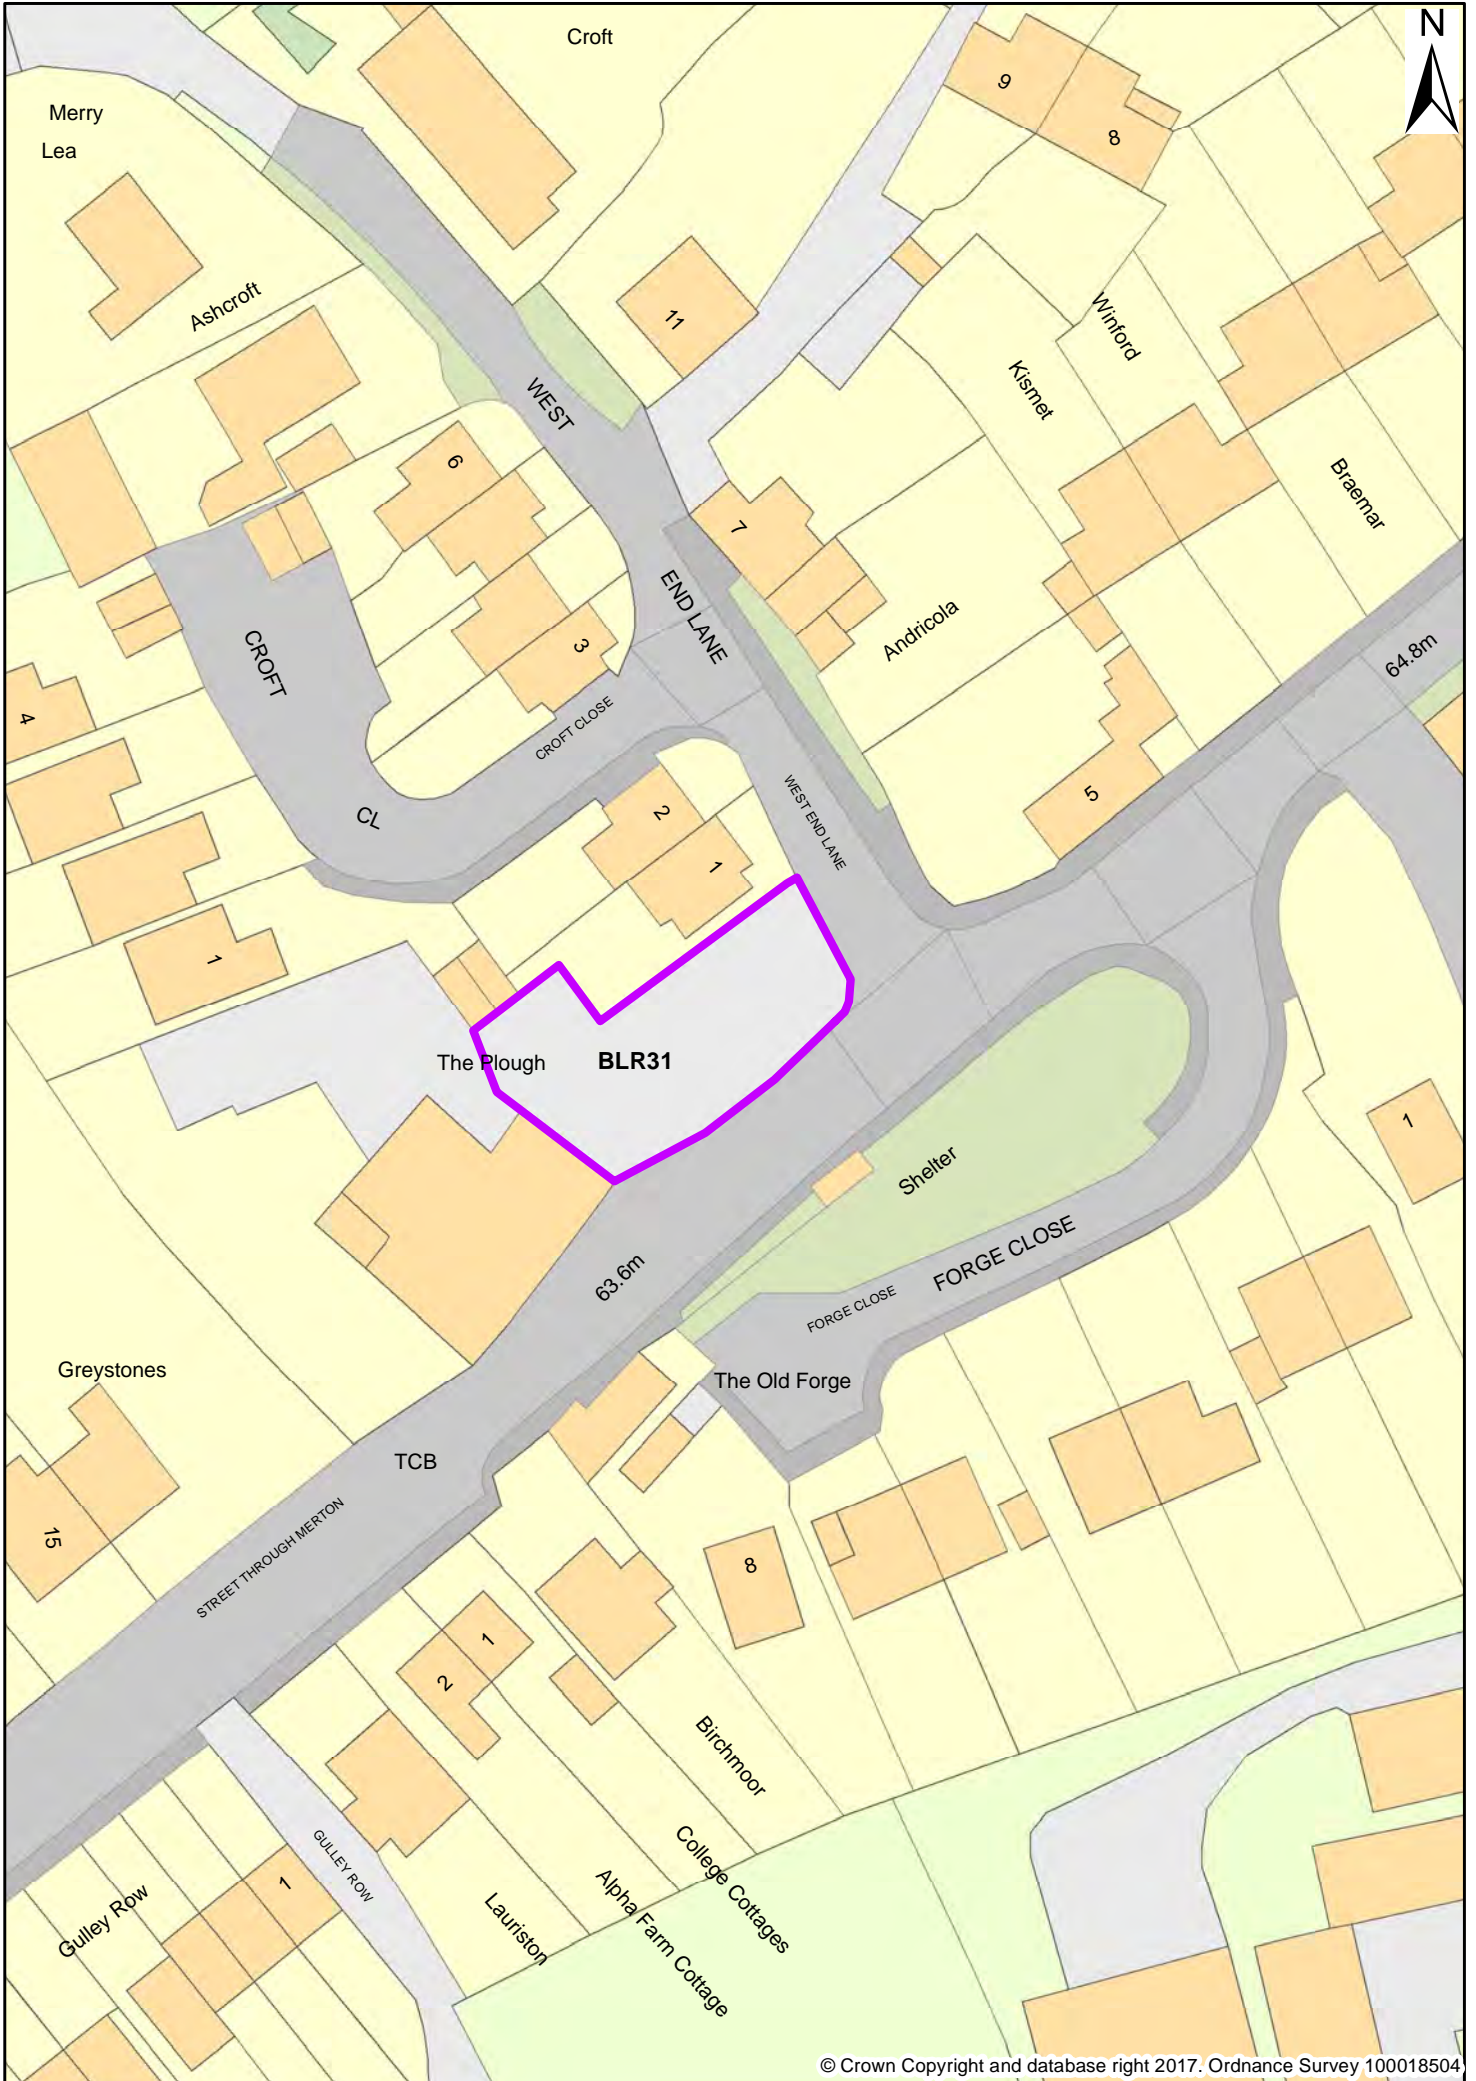 N
Croft
9
8
Merry
Lea
Ashcroft
11
Winford
Kismet
WEST
6
Braemar
7
END LANE
3
Andricola
CROFT
64.8m
4
CROFT CLOSE
WEST END LANE
5
CL
2
1
1
The Plough
BLR31
1
Shelter
63.6m
FORGE CLOSE
FORGE CLOSE
Greystones
The Old Forge
TCB
15
STREET THROUGH MERTON
8
1
2
Birchmoor
GULLEY ROW
College Cottages
1
Gulley Row
Lauriston
Alpha Farm Cottage
© Crown Copyright and database right 2017. Ordnance Survey 100018504